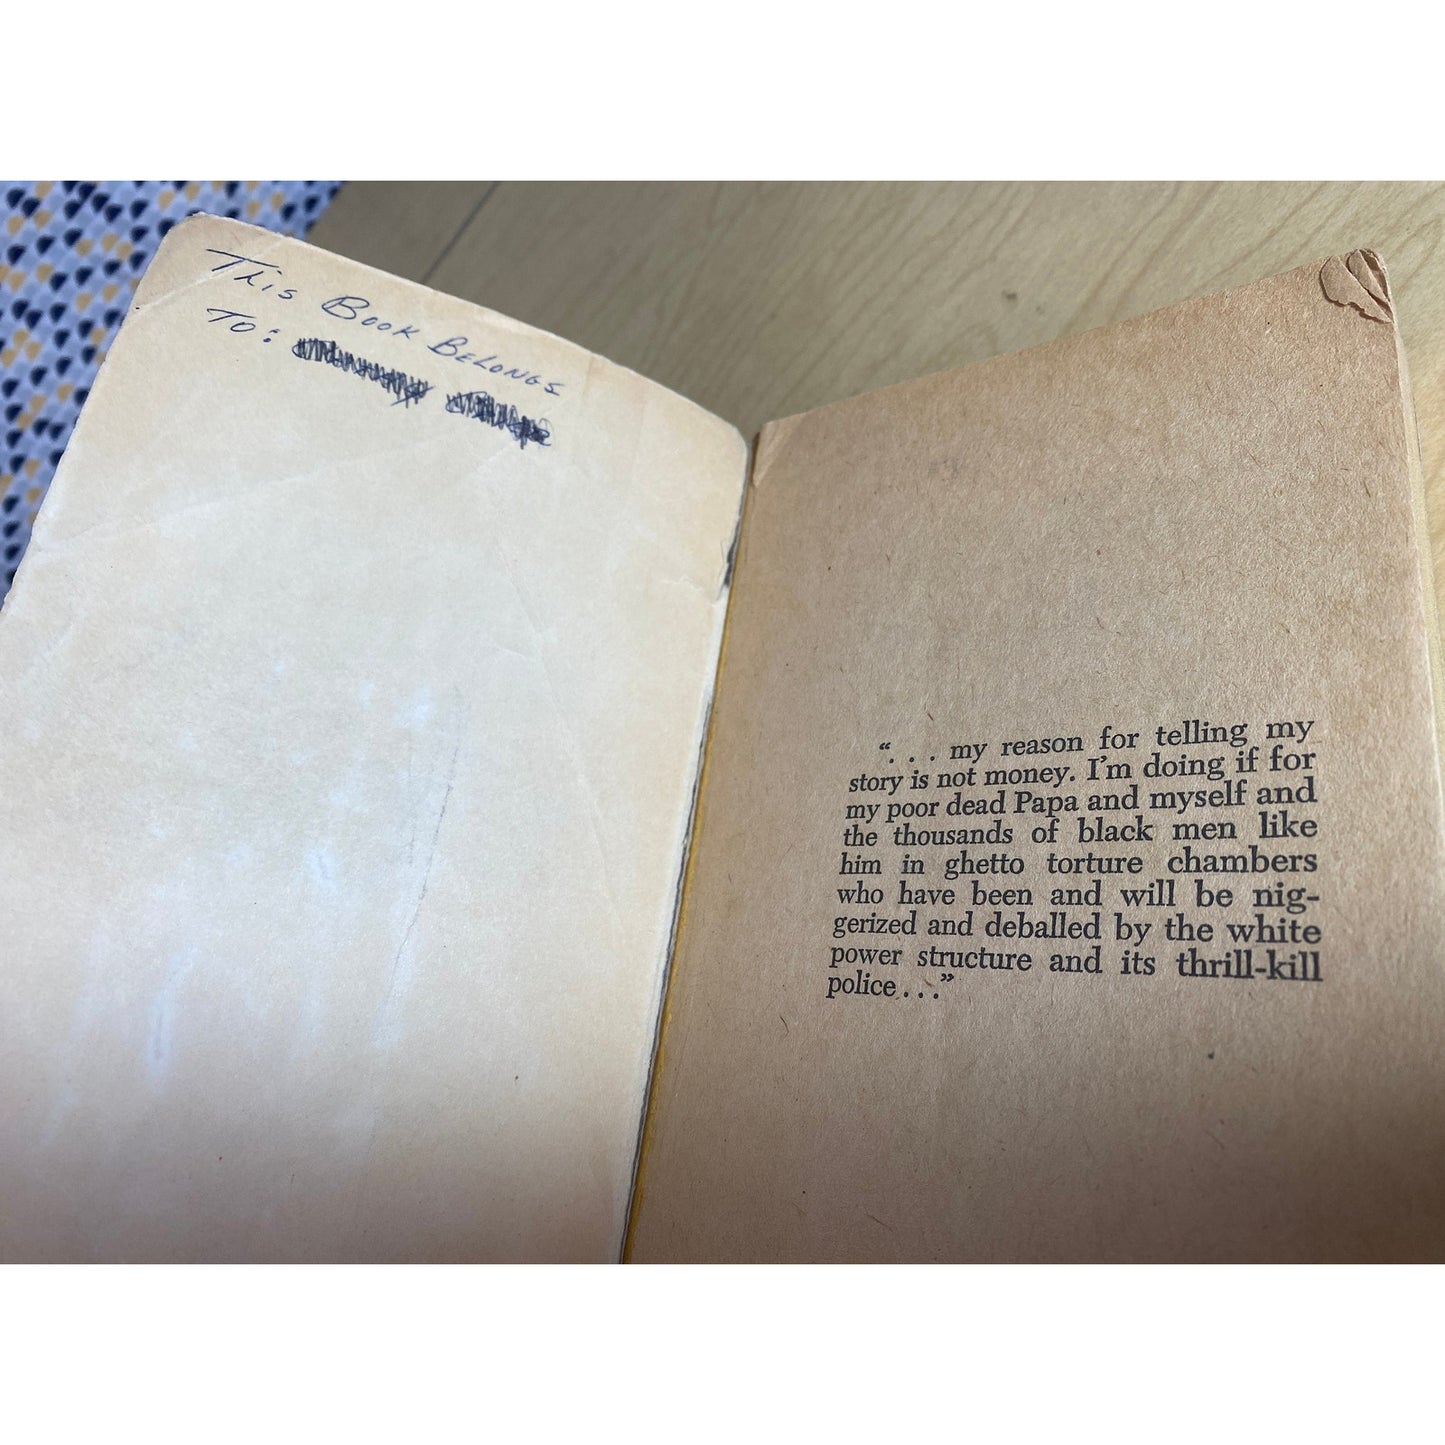 This Book Belongs
To:
“. . . my reason for telling my
story is not money. I'm doing if for
my poor dead Papa and myself and
the thousands of black men like
him in ghetto torture chambers
who have been and will be nig-
gerized and deballed by the white
power structure and its thrill-kill
police . . .”